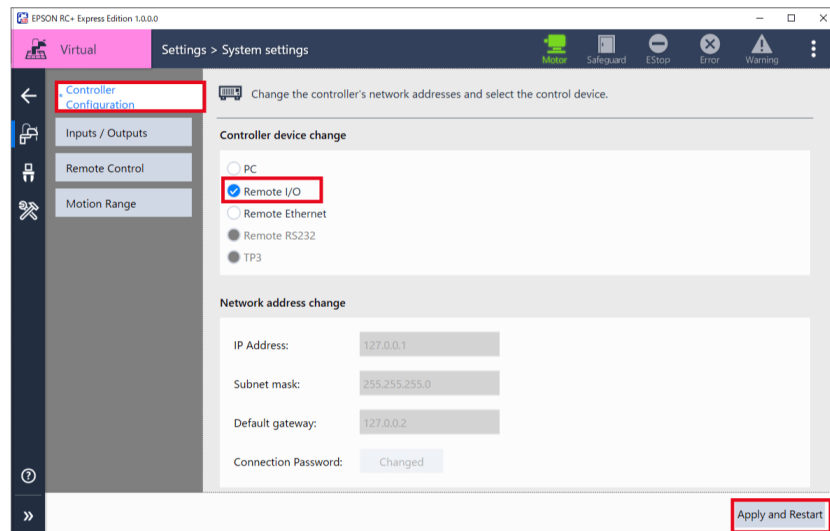 EPSON RC+ Express Edition 1.0.0.0
Virtual
Settings > System settings
Motor
Safeguard
EStop
Error
Warning
Controller
Configuration
Change the controller's network addresses and select the control device.
Inputs / Outputs
Controller device change
Remote Control
PC
Remote I/O
Motion Range
Remote Ethernet
Remote RS232
TP3
Network address change
IP Address:
127.0.0.1
Subnet mask:
255.255.255.0
Default gateway:
127.0.0.2
Connection Password:
Changed
Apply and Restart